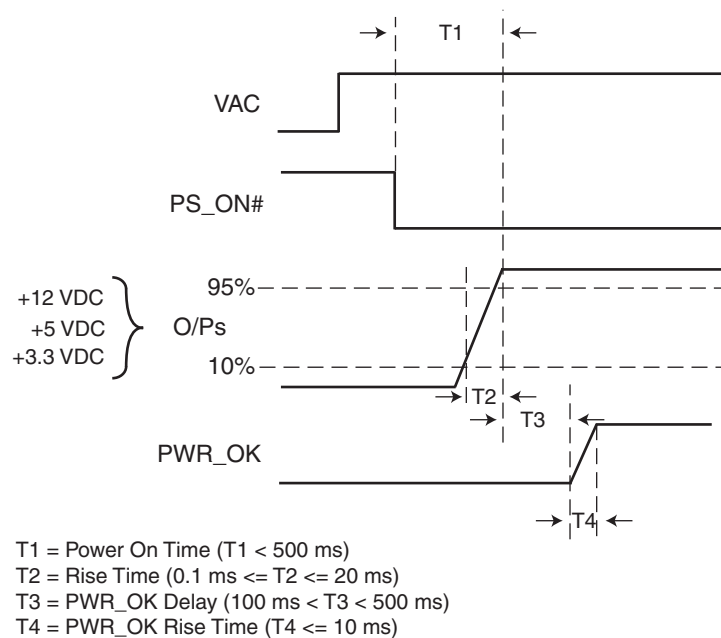 T1
VAC
PS_ON#
+12 VDC
+5 VDC
+3.3 VDC
O/Ps
95%
10%
T2
T3
PWR_OK
T4
T1 = Power On Time (T1 < 500 ms)
T2 = Rise Time (0.1 ms <= T2 <= 20 ms)
T3 = PWR_OK Delay (100 ms < T3 < 500 ms)
T4 = PWR_OK Rise Time (T4 <= 10 ms)